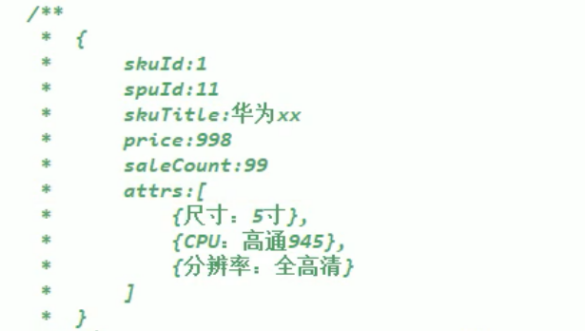 /**
 *  {
 *      skuId:1
 *      spuId:11
 *      skuTitle:华为xx
 *      price:998
 *      saleCount:99
 *      attrs:[
 *          {尺寸：5寸},
 *          {CPU：高通945},
 *          {分辨率：全高清}
 *      ]
 *  }